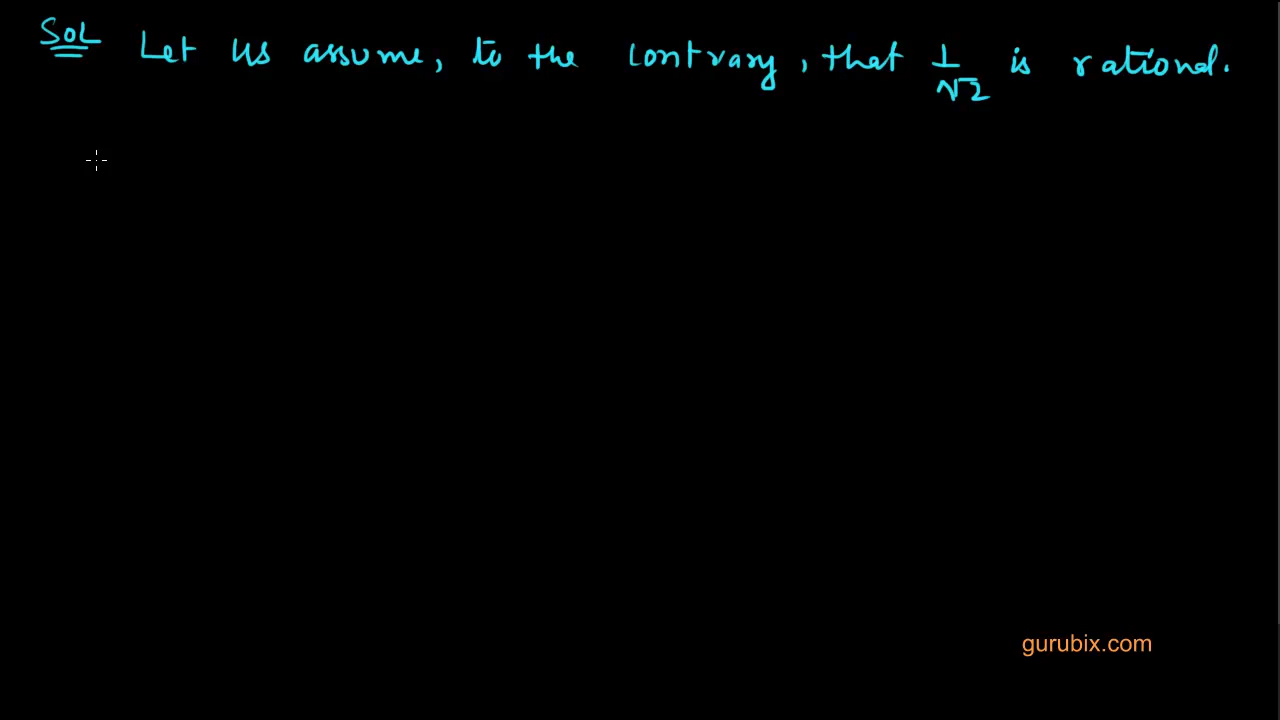 Sol Let us assume, to the contrary, that 1/√2 is rational.
gurubix.com